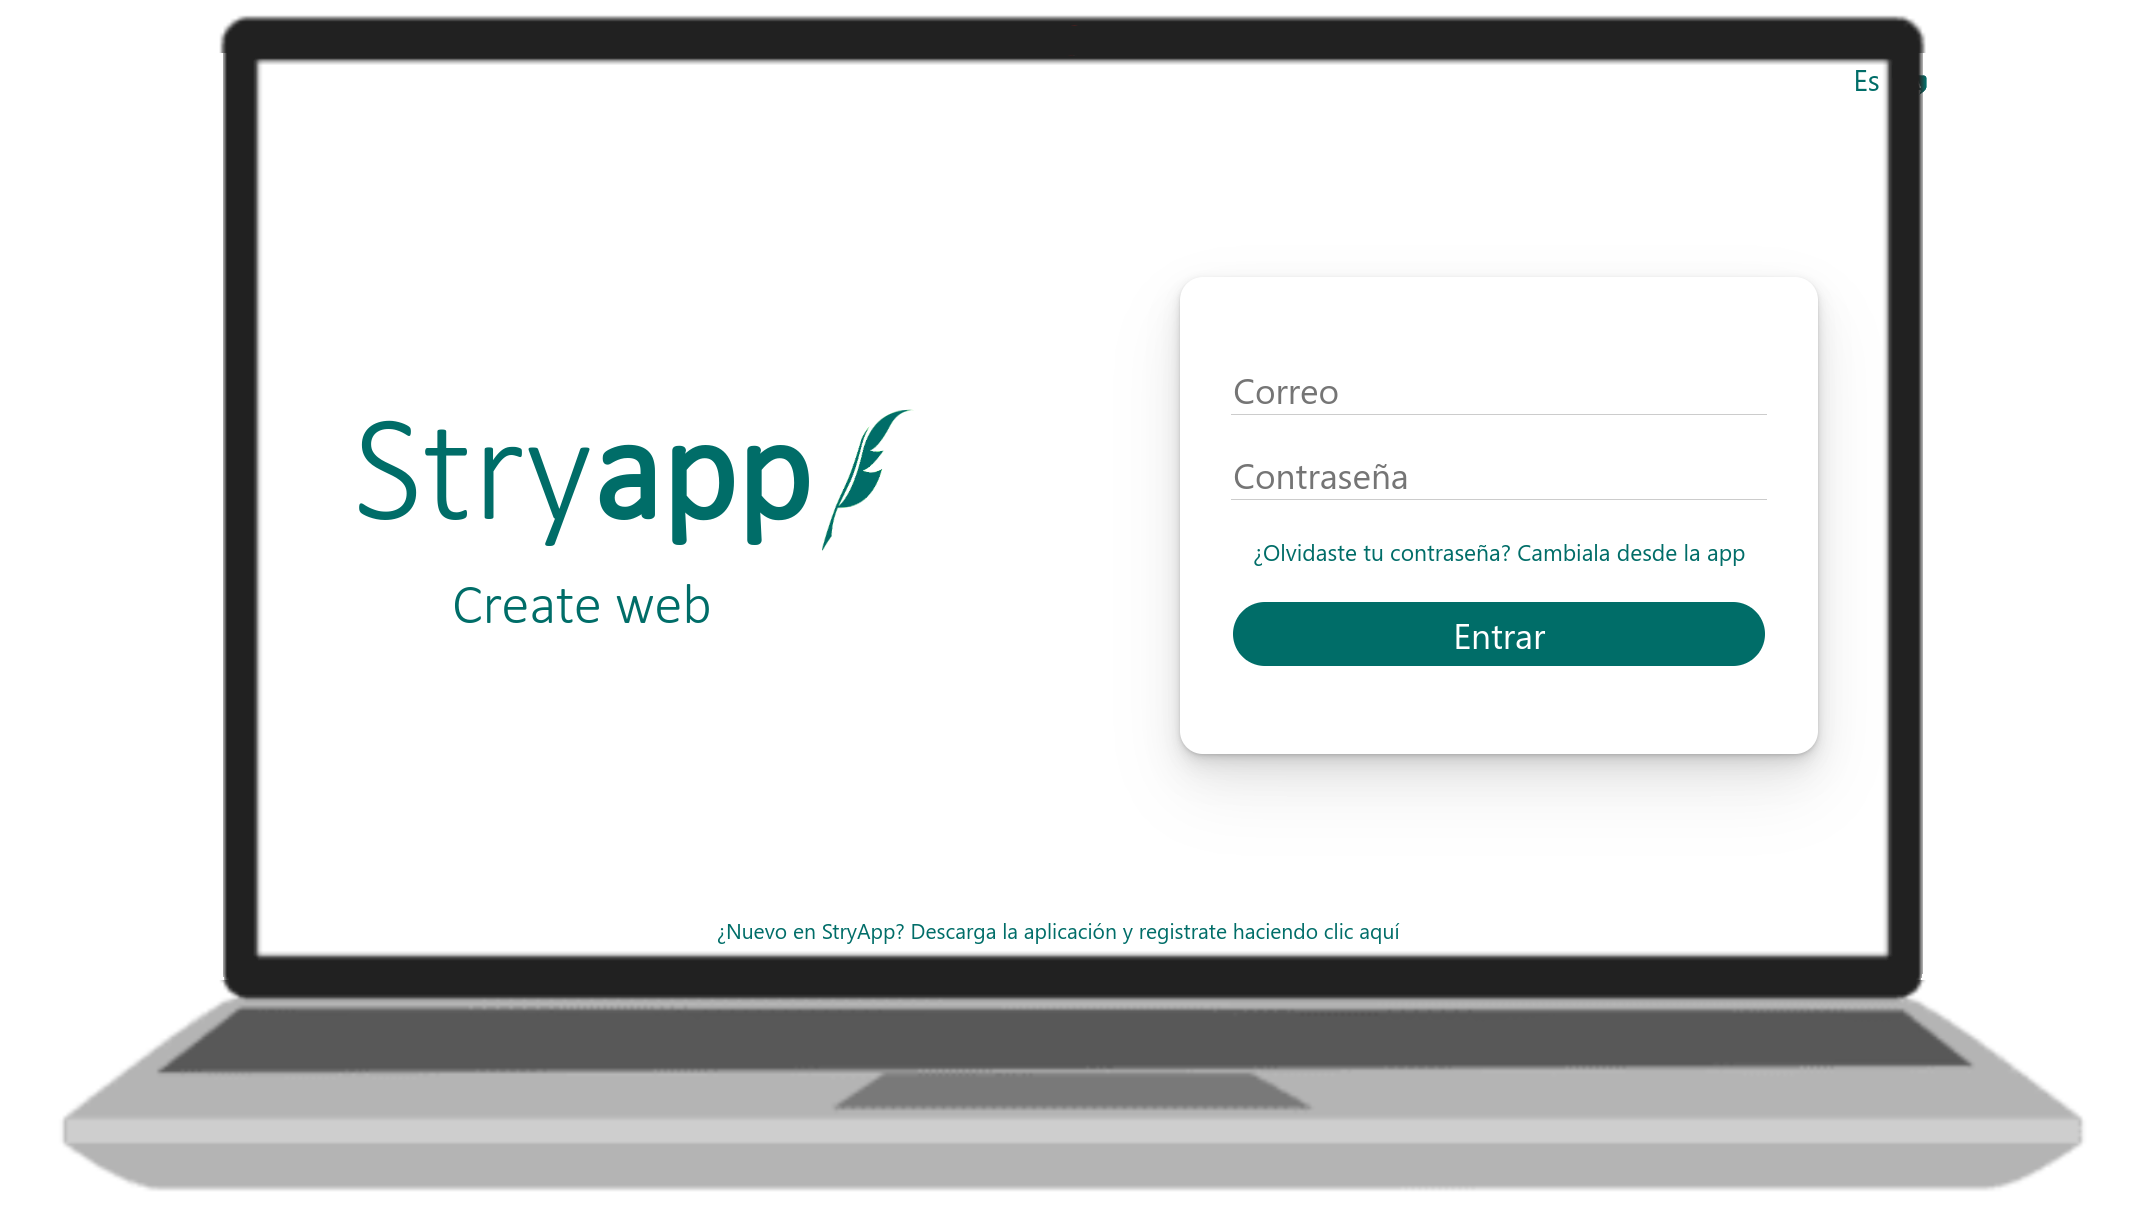 Es
Stryapp
Create web
Correo
Contraseña
¿Olvidaste tu contraseña? Cambiala desde la app
Entrar
¿Nuevo en StryApp? Descarga la aplicación y registrate haciendo clic aquí